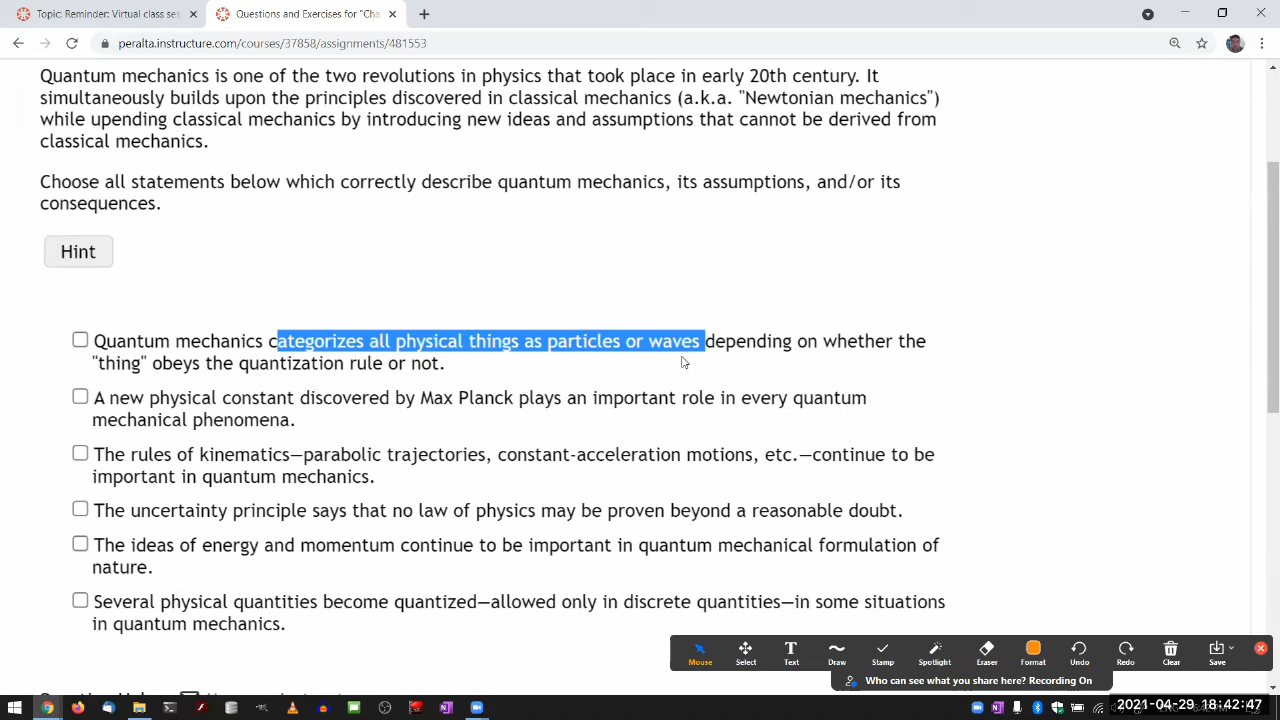 Topic: Reminder: Virtual class ses
Questions and Exercises for "Cha
peralta.instructure.com/courses/37858/assignments/481553
Quantum mechanics is one of the two revolutions in physics that took place in early 20th century. It
simultaneously builds upon the principles discovered in classical mechanics (a.k.a. "Newtonian mechanics")
while upending classical mechanics by introducing new ideas and assumptions that cannot be derived from
classical mechanics.
Choose all statements below which correctly describe quantum mechanics, its assumptions, and/or its
consequences.
Hint
Quantum mechanics categorizes all physical things as particles or waves depending on whether the
"thing" obeys the quantization rule or not.
A new physical constant discovered by Max Planck plays an important role in every quantum
mechanical phenomena.
The rules of kinematics—parabolic trajectories, constant-acceleration motions, etc.—continue to be
important in quantum mechanics.
The uncertainty principle says that no law of physics may be proven beyond a reasonable doubt.
The ideas of energy and momentum continue to be important in quantum mechanical formulation of
nature.
Several physical quantities become quantized—allowed only in discrete quantities—in some situations
in quantum mechanics.
Mouse Select Text Draw Stamp Spotlight Eraser Format Undo Redo Clear Save
Who can see what you share here? Recording On
2021-04-29 18:42:47